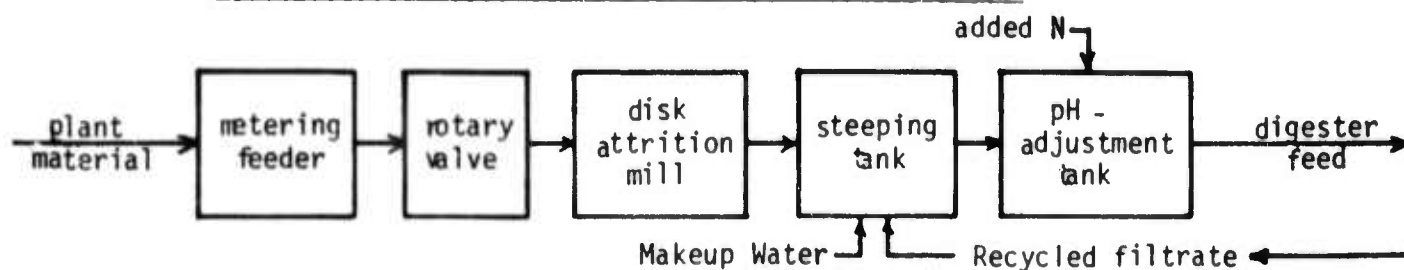 added N
plant
material
metering
feeder
rotary
valve
disk
attrition
mill
steeping
tank
pH -
adjustment
tank
digester
feed
Makeup Water
Recycled filtrate